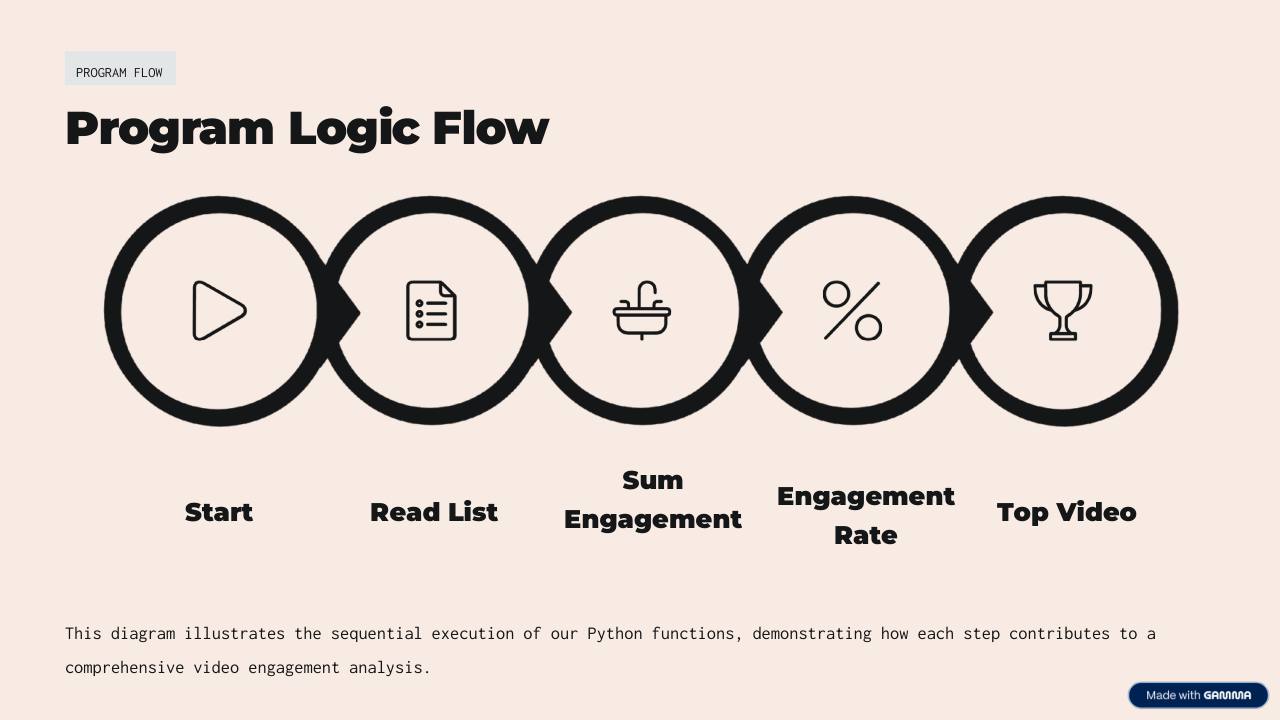 PROGRAM FLOW
Program Logic Flow
Start
Read List
Sum
Engagement
Engagement
Rate
Top Video
This diagram illustrates the sequential execution of our Python functions, demonstrating how each step contributes to a
comprehensive video engagement analysis.
Made with GAMMA